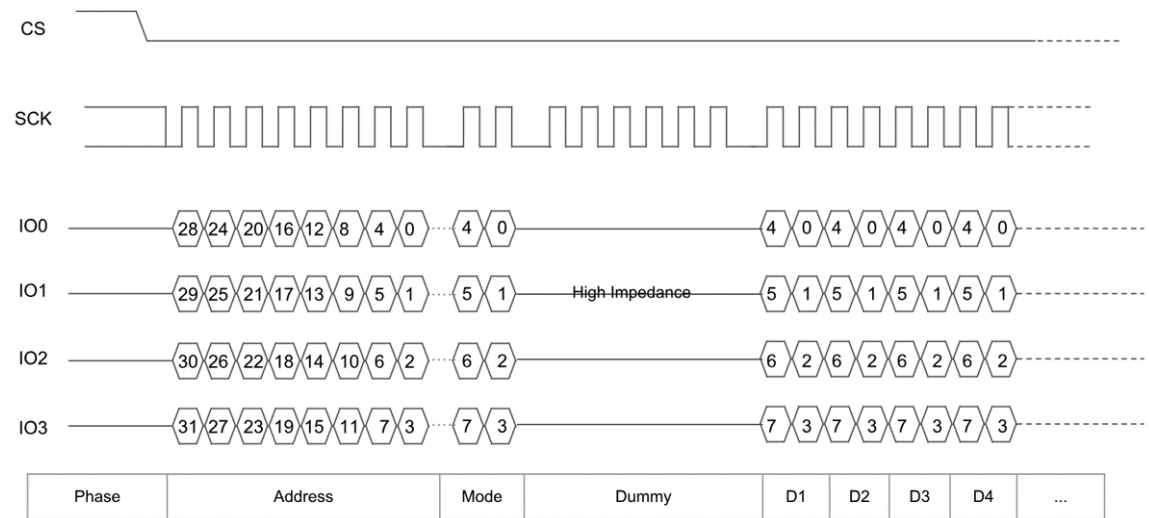 CS
SCK
IO0 28 24 20 16 12 8 4 0 4 0 4 0 4 0 4 0 4 0
IO1 29 25 21 17 13 9 5 1 5 1 High Impedance 5 1 5 1 5 1 5 1
IO2 30 26 22 18 14 10 6 2 6 2 6 2 6 2 6 2 6 2
IO3 31 27 23 19 15 11 7 3 7 3 7 3 7 3 7 3 7 3
Phase Address Mode Dummy D1 D2 D3 D4 ...